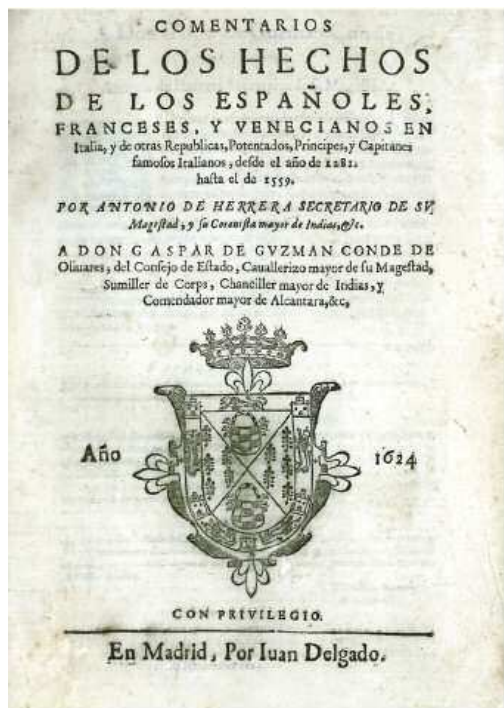 COMENTARIOS
DE LOS HECHOS
DE LOS ESPAÑOLES,
FRANCESES, Y VENECIANOS EN
Italia, y de otras Republicas, Potentados, Principes, y Capitanes
famosos Italianos, desde el año de 1281.
hasta el de 1559.
POR ANTONIO DE HERRERA SECRETARIO DE SV
Magestad, y su Coronista mayor de Indias, &c.
A DON GASPAR DE GVZMAN CONDE DE
Oliuares, del Consejo de Estado, Cauallerizo mayor de su Magestad,
Sumiller de Corps, Chanciller mayor de Indias, y
Comendador mayor de Alcantara, &c,
Año 1624
CON PRIVILEGIO.
En Madrid, Por Iuan Delgado.